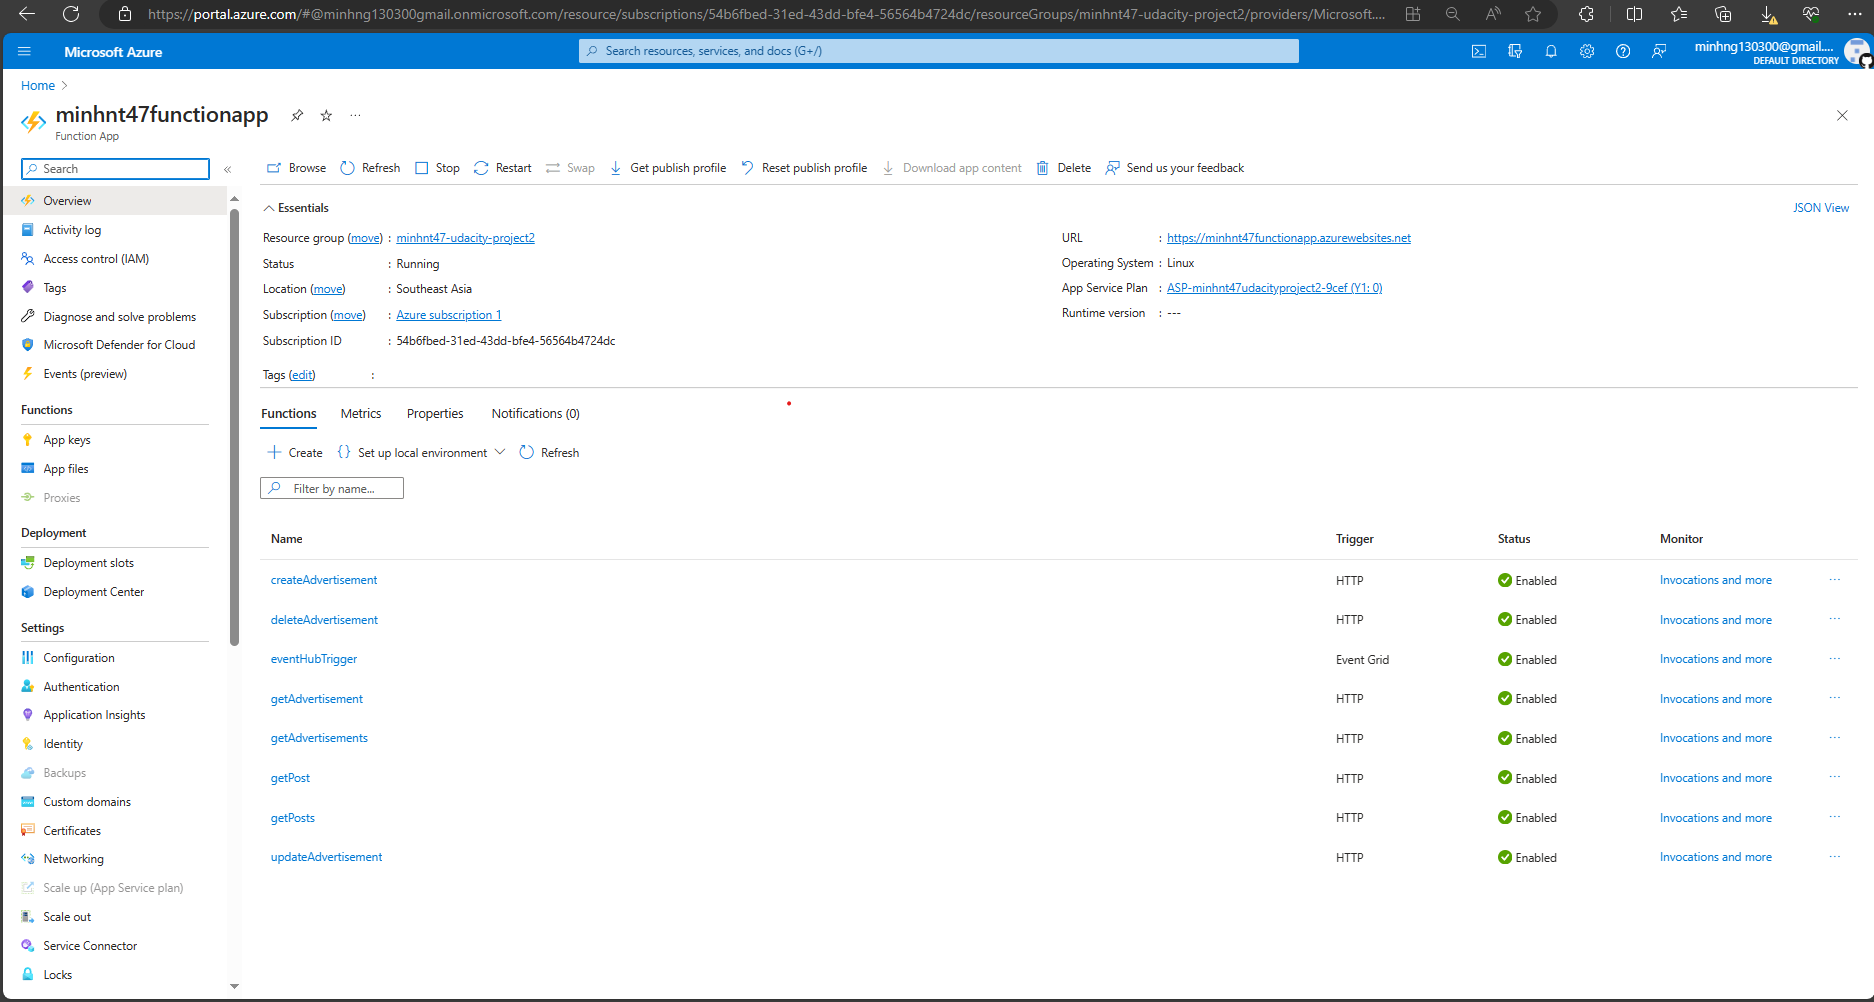 https://portal.azure.com/#@minhng130300gmail.onmicrosoft.com/resource/subscriptions/54b6fbed-31ed-43dd-bfe4-56564b4724dc/resourceGroups/minhnt47-udacity-project2/providers/Microsoft....
Microsoft Azure
Search resources, services, and docs (G+/)
minhng130300@gmail....
DEFAULT DIRECTORY
Home
minhnt47functionapp
Function App
Search
Browse Refresh Stop Restart Swap Get publish profile Reset publish profile Download app content Delete Send us your feedback
Overview
Activity log
Access control (IAM)
Tags
Diagnose and solve problems
Microsoft Defender for Cloud
Events (preview)
Functions
App keys
App files
Proxies
Deployment
Deployment slots
Deployment Center
Settings
Configuration
Authentication
Application Insights
Identity
Backups
Custom domains
Certificates
Networking
Scale up (App Service plan)
Scale out
Service Connector
Locks
Essentials
JSON View
Resource group (move) : minhnt47-udacity-project2
Status : Running
Location (move) : Southeast Asia
Subscription (move) : Azure subscription 1
Subscription ID : 54b6fbed-31ed-43dd-bfe4-56564b4724dc
Tags (edit) :
URL : https://minhnt47functionapp.azurewebsites.net
Operating System : Linux
App Service Plan : ASP-minhnt47udacityproject2-9cef (Y1: 0)
Runtime version : ---
Functions Metrics Properties Notifications (0)
Create {} Set up local environment Refresh
Filter by name...
Name Trigger Status Monitor
createAdvertisement HTTP Enabled Invocations and more ...
deleteAdvertisement HTTP Enabled Invocations and more ...
eventHubTrigger Event Grid Enabled Invocations and more ...
getAdvertisement HTTP Enabled Invocations and more ...
getAdvertisements HTTP Enabled Invocations and more ...
getPost HTTP Enabled Invocations and more ...
getPosts HTTP Enabled Invocations and more ...
updateAdvertisement HTTP Enabled Invocations and more ...